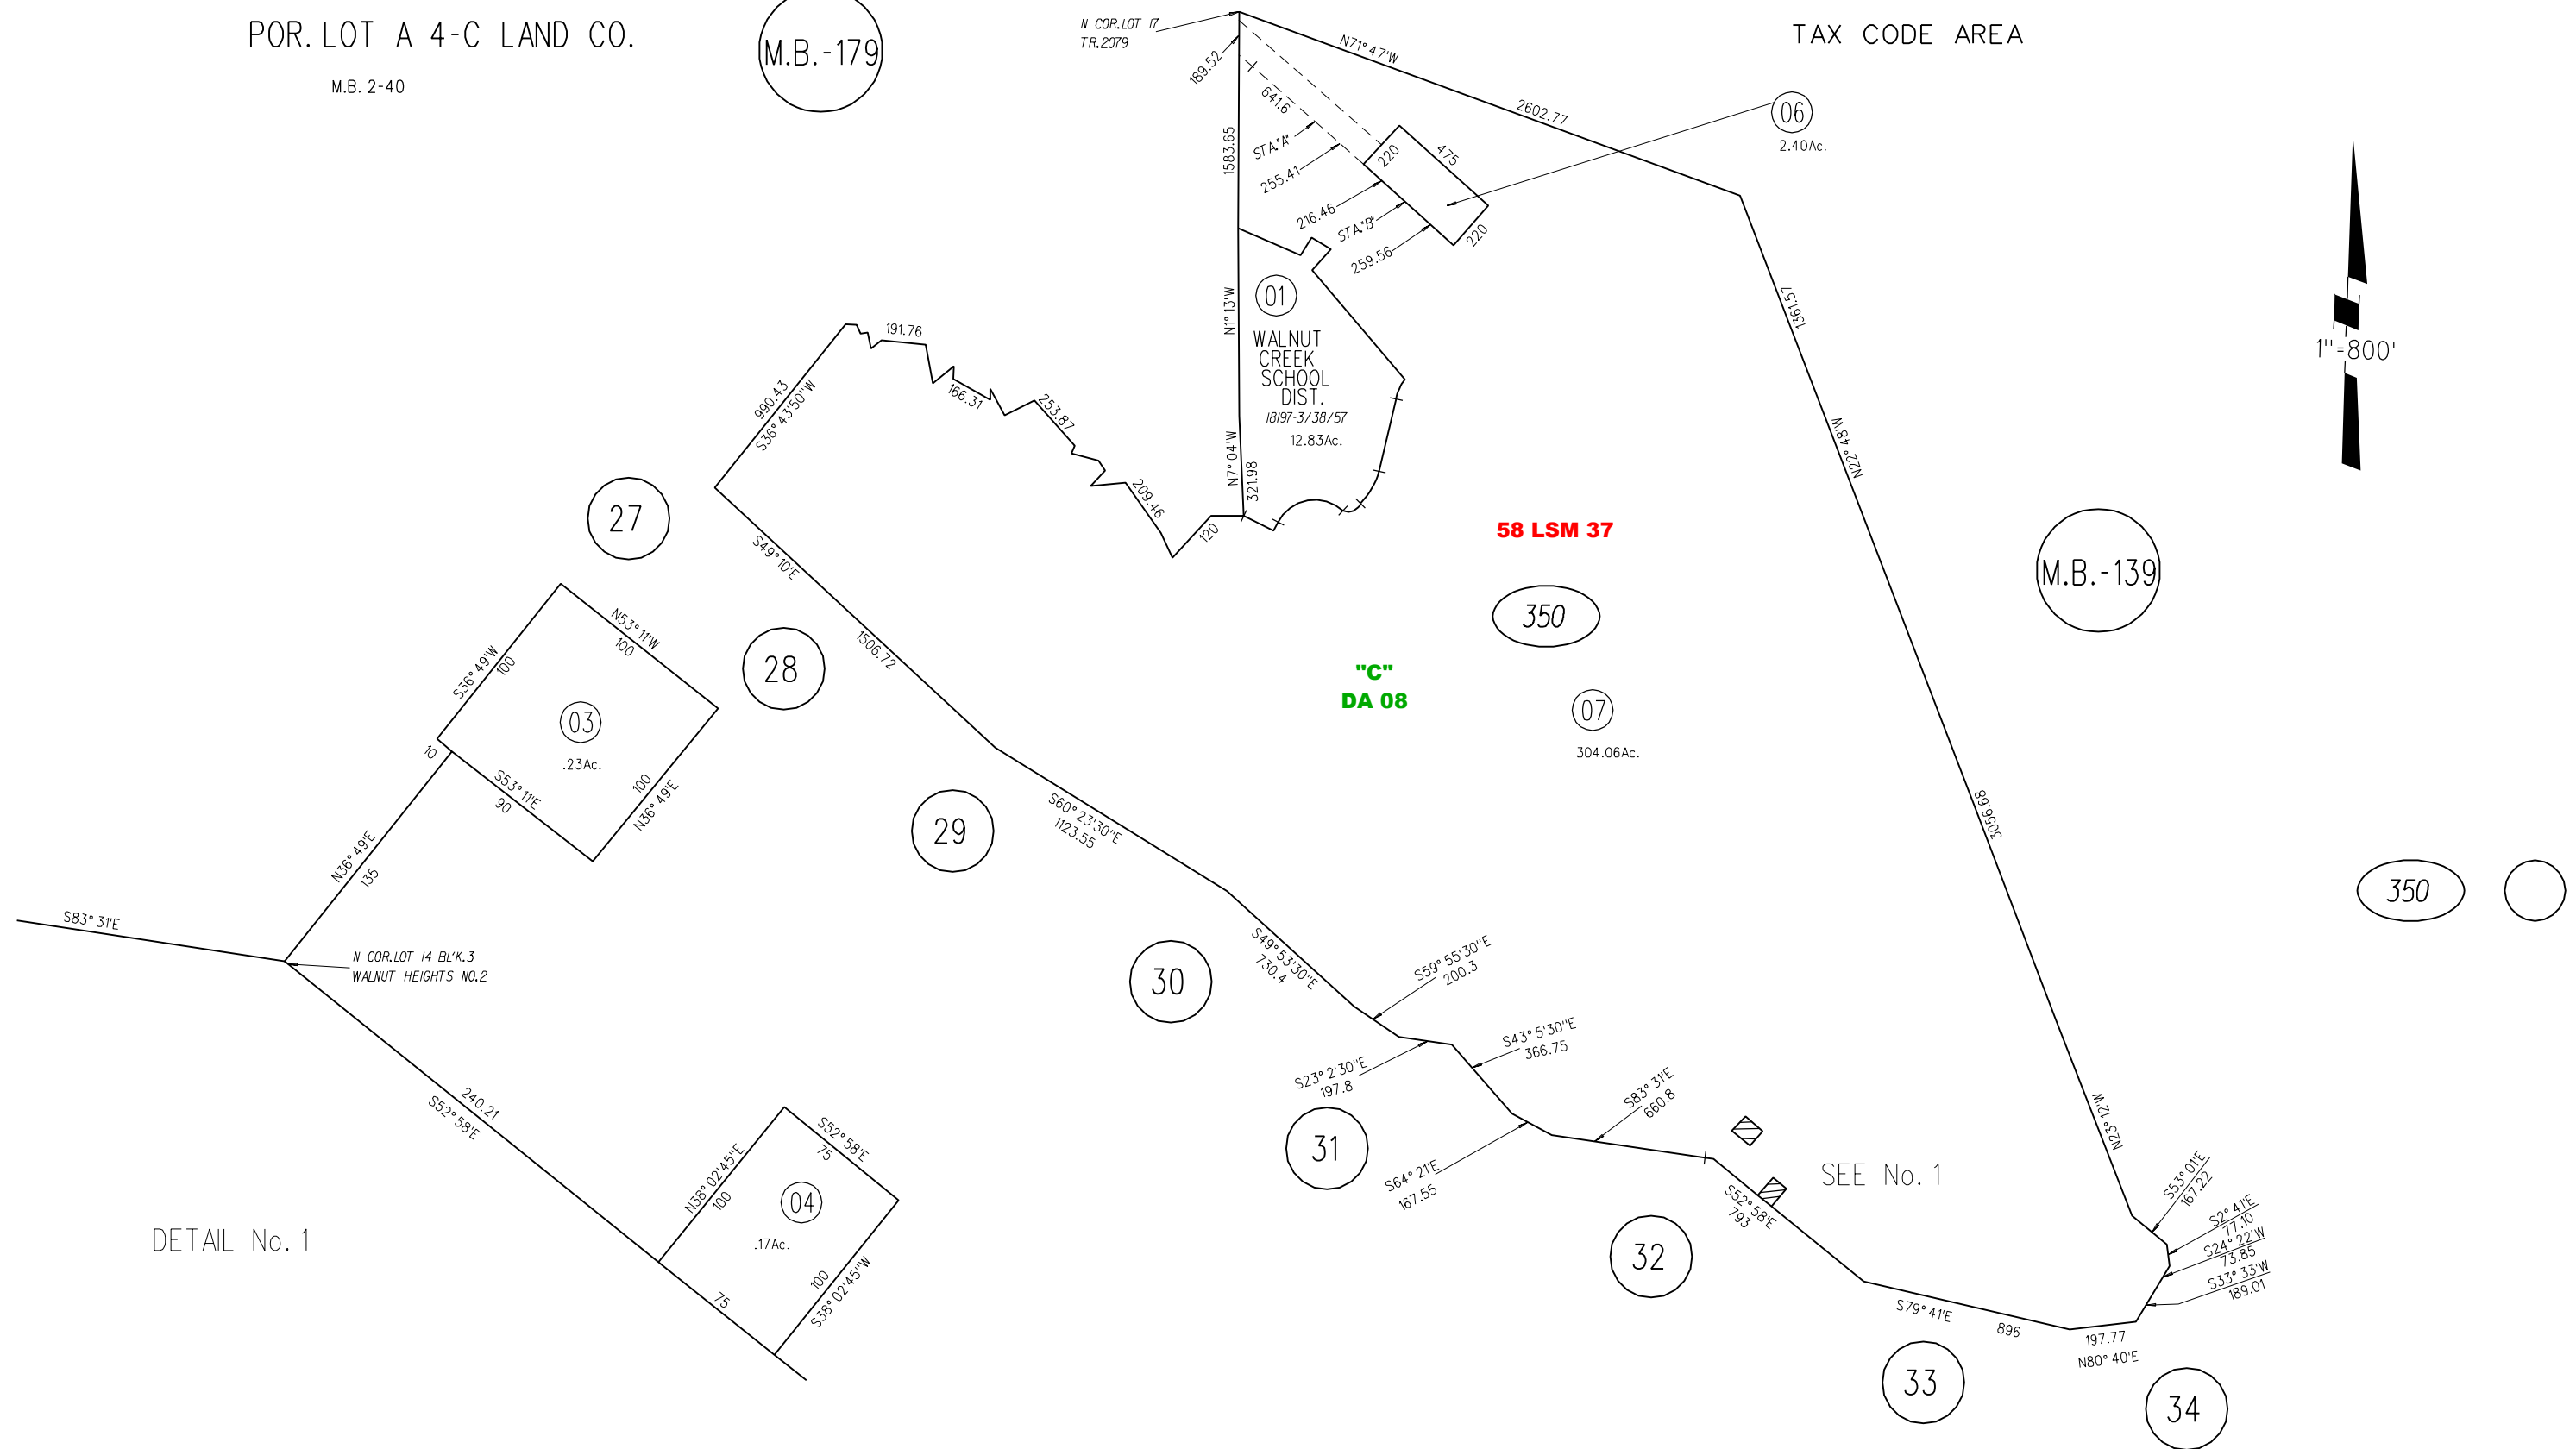 POR. LOT A 4-C LAND CO.
M.B. 2-40
M.B.-179
N COR.LOT 17
TR.2079
TAX CODE AREA
N71°47'W
2602.77
189.52
641.6
STA."A"
255.41
216.46
STA."B"
259.56
220
475
220
06
2.40Ac.
1583.65
N1°13'W
N7°04'W
321.98
01
WALNUT
CREEK
SCHOOL
DIST.
18197-3/38/57
12.83Ac.
1"=800'
1361.57
N22°48'W
3056.68
N23°12'W
191.76
166.31
253.87
209.46
120
990.43
S36°43'50"W
27
S49°10'E
1506.72
28
58 LSM 37
350
"C"
DA 08
07
304.06Ac.
M.B.-139
N53°11'W
100
S36°49'W
100
03
.23Ac.
10
S53°11'E
90
100
N36°49'E
N36°49'E
135
S83°31'E
N COR.LOT 14 BL'K.3
WALNUT HEIGHTS NO.2
29
S60°23'30"E
1123.55
350
30
S49°53'30"E
730.4
S59°55'30"E
200.3
S23°2'30"E
197.8
S43°5'30"E
366.75
31
S64°21'E
167.55
S83°31'E
660.8
240.21
S52°58'E
S52°58'E
75
N38°02'45"E
100
04
.17Ac.
100
S38°02'45"W
75
DETAIL No. 1
SEE No. 1
S52°58'E
793
32
S53°01'E
167.22
S2°41'E
77.10
S24°22'W
73.85
S33°33'W
189.01
S79°41'E
896
197.77
N80°40'E
33
34